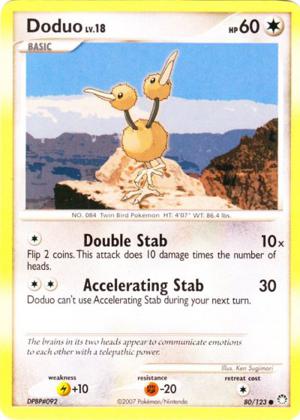 Doduo LV.18 HP 60
BASIC
NO. 084 Twin Bird Pokémon HT: 4'07" WT: 86.4 lbs.
Double Stab 10×
Flip 2 coins. This attack does 10 damage times the number of
heads.
Accelerating Stab 30
Doduo can't use Accelerating Stab during your next turn.
The brains in its two heads appear to communicate emotions
to each other with a telepathic power.
Illus. Ken Sugimori
weakness resistance retreat cost
+10 -20
DPBP#092 ©2007 Pokémon/Nintendo 80/123 ●